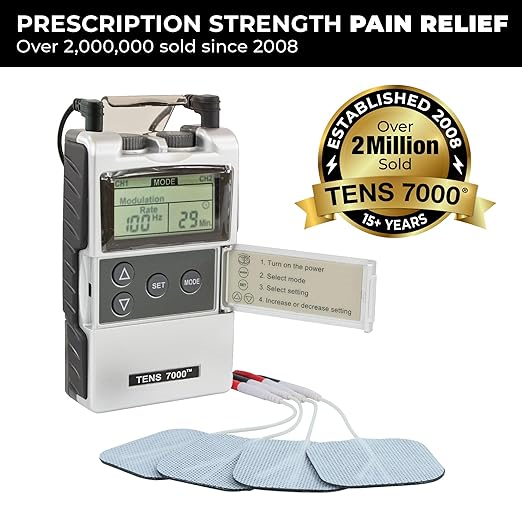 PRESCRIPTION STRENGTH PAIN RELIEF
Over 2,000,000 sold since 2008
ESTABLISHED 2008
Over
2 Million
Sold
TENS 7000®
15+ YEARS
CH1 MODE CH2
Modulation
Rate
100 Hz 29 Min.
SET
MODE
1. Turn on the power
2. Select mode
3. Select setting
4. Increase or decrease setting
TENS 7000™